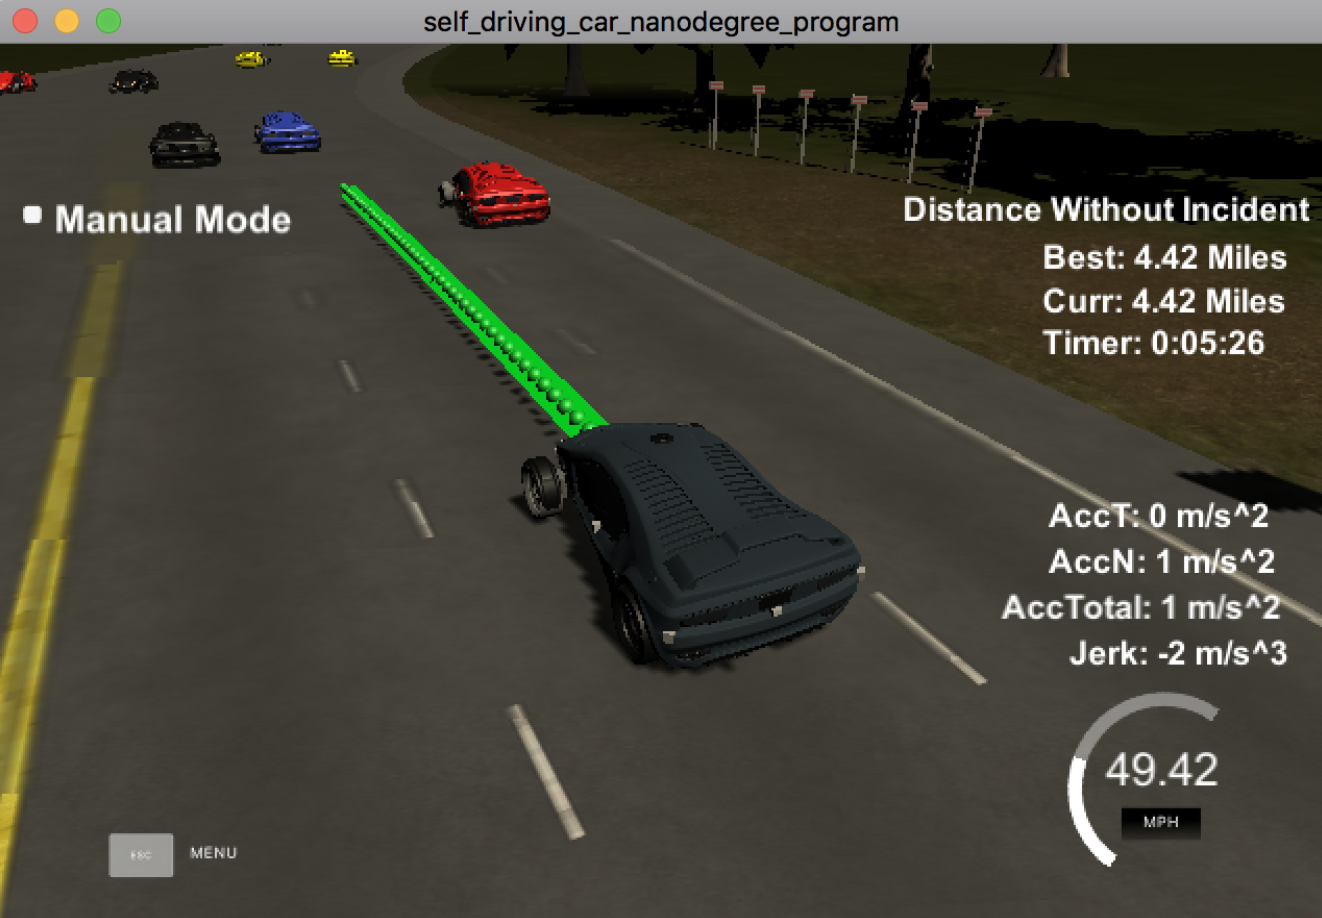 self_driving_car_nanodegree_program
Manual Mode
Distance Without Incident
Best: 4.42 Miles
Curr: 4.42 Miles
Timer: 0:05:26
AccT: 0 m/s^2
AccN: 1 m/s^2
AccTotal: 1 m/s^2
Jerk: -2 m/s^3
49.42
MPH
ESC MENU